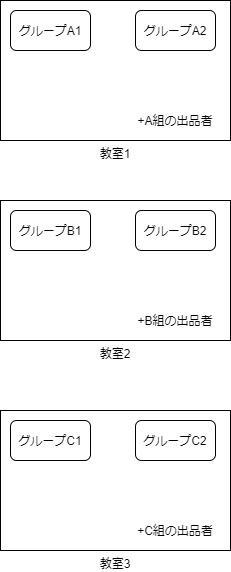 グループA1
グループA2
+A組の出品者
教室1
グループB1
グループB2
+B組の出品者
教室2
グループC1
グループC2
+C組の出品者
教室3